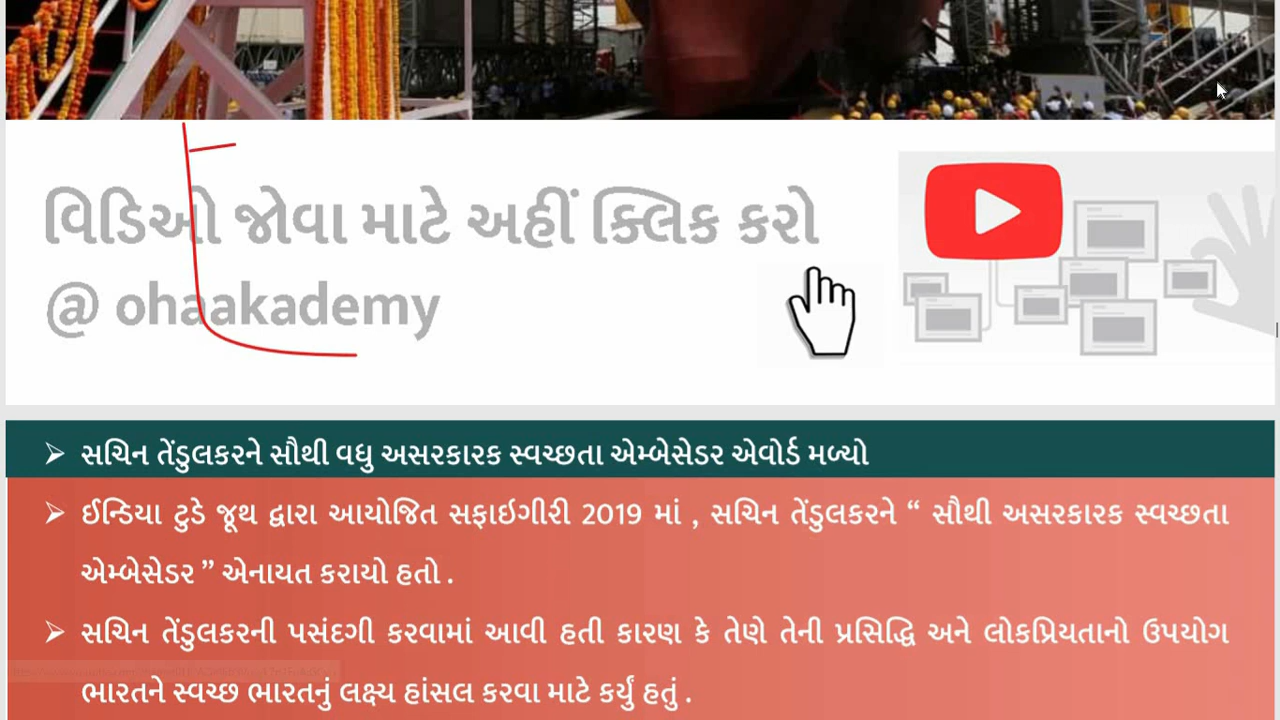 વિડિઓ જોવા માટે અહીં ક્લિક કરો
@ ohaakademy
➢ સચિન તેંડુલકરને સૌથી વધુ અસરકારક સ્વચ્છતા એમ્બેસેડર એવોર્ડ મળ્યો
➢ ઈન્ડિયા ટુડે જૂથ દ્વારા આયોજિત સફાઇગીરી 2019 માં , સચિન તેંડુલકરને “ સૌથી અસરકારક સ્વચ્છતા
એમ્બેસેડર ” એનાયત કરાયો હતો .
➢ સચિન તેંડુલકરની પસંદગી કરવામાં આવી હતી કારણ કે તેણે તેની પ્રસિદ્ધિ અને લોકપ્રિયતાનો ઉપયોગ
ભારતને સ્વચ્છ ભારતનું લક્ષ્ય હાંસલ કરવા માટે કર્યું હતું .